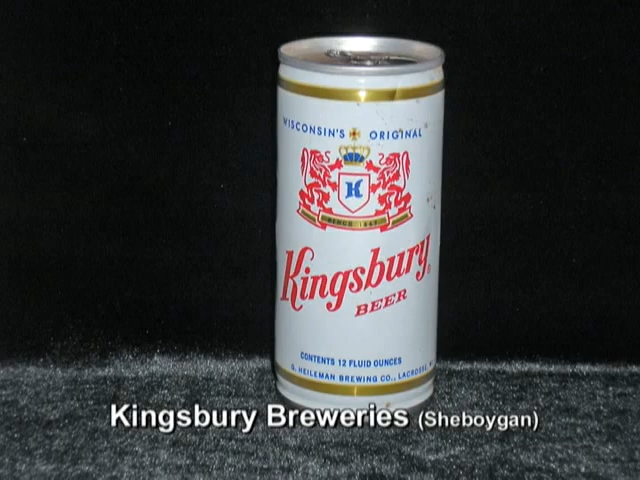 WISCONSIN'S ORIGINAL
K
SINCE 1847
Kingsbury
BEER
CONTENTS 12 FLUID OUNCES
G. HEILEMAN BREWING CO., LACROSSE,
Kingsbury Breweries (Sheboygan)